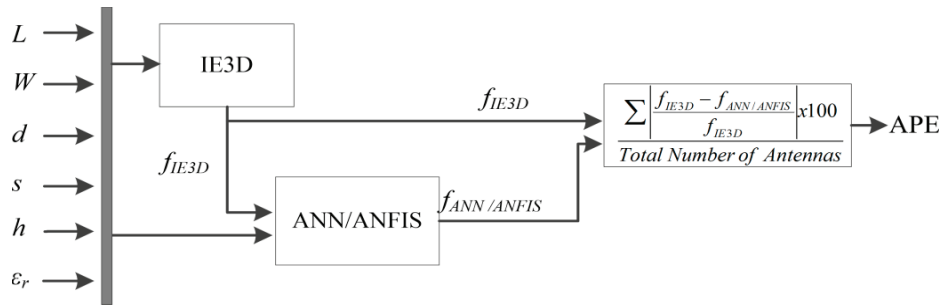 L
W
d
s
h
εr
IE3D
fIE3D
fIE3D
ANN/ANFIS
fANN/ANFIS
∑|fIE3D − fANN/ANFIS / fIE3D|x100
Total Number of Antennas
APE